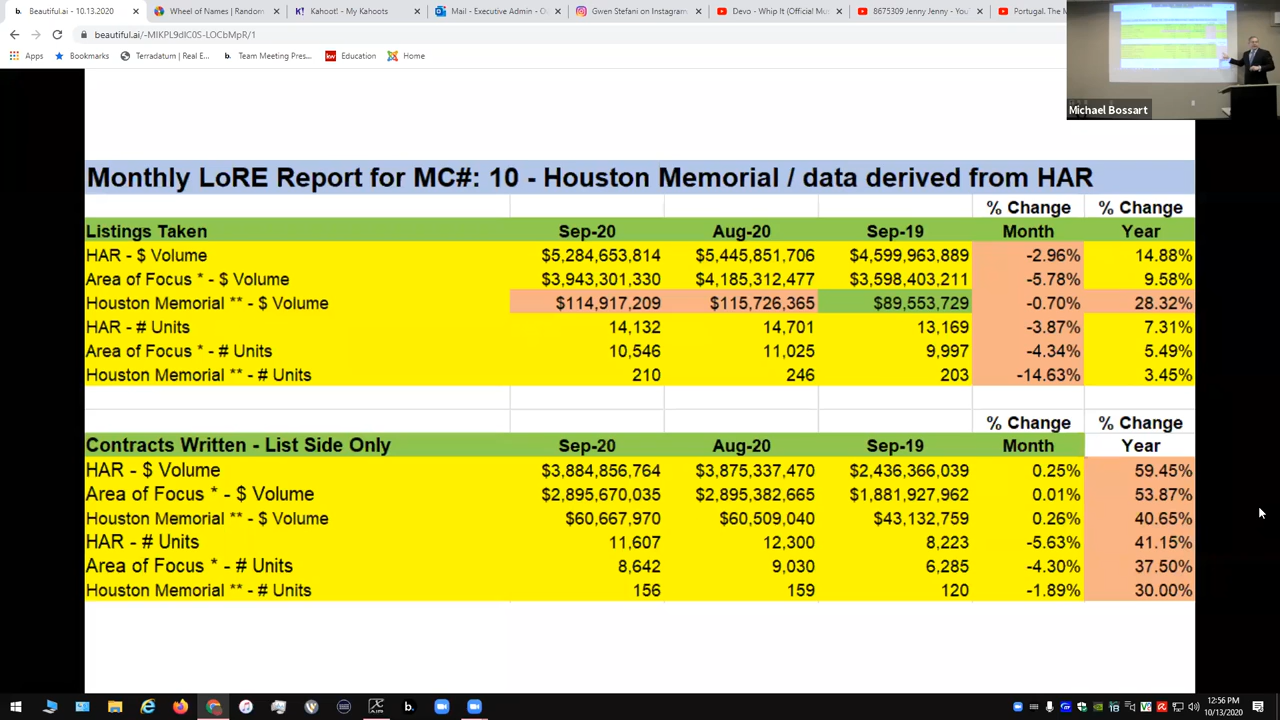 Beautiful.ai - 10.13.2020 Wheel of Names | Random Kahoot! - My Kahoots Mail - Executive Admin - O Gwen Stefani on Instagram Devo - Whip It (Official Mu 8675309 Jenny Jenny - You Portugal. The M
beautiful.ai/-MIKPL9dIC0S-LOCbMpR/1
Apps Bookmarks Terradatum | Real E... Team Meeting Pres... Education Home
Michael Bossart
Monthly LoRE Report for MC#: 10 - Houston Memorial / data derived from HAR
% Change % Change
Listings Taken Sep-20 Aug-20 Sep-19 Month Year
HAR - $ Volume $5,284,653,814 $5,445,851,706 $4,599,963,889 -2.96% 14.88%
Area of Focus * - $ Volume $3,943,301,330 $4,185,312,477 $3,598,403,211 -5.78% 9.58%
Houston Memorial ** - $ Volume $114,917,209 $115,726,365 $89,553,729 -0.70% 28.32%
HAR - # Units 14,132 14,701 13,169 -3.87% 7.31%
Area of Focus * - # Units 10,546 11,025 9,997 -4.34% 5.49%
Houston Memorial ** - # Units 210 246 203 -14.63% 3.45%
% Change % Change
Contracts Written - List Side Only Sep-20 Aug-20 Sep-19 Month Year
HAR - $ Volume $3,884,856,764 $3,875,337,470 $2,436,366,039 0.25% 59.45%
Area of Focus * - $ Volume $2,895,670,035 $2,895,382,665 $1,881,927,962 0.01% 53.87%
Houston Memorial ** - $ Volume $60,667,970 $60,509,040 $43,132,759 0.26% 40.65%
HAR - # Units 11,607 12,300 8,223 -5.63% 41.15%
Area of Focus * - # Units 8,642 9,030 6,285 -4.30% 37.50%
Houston Memorial ** - # Units 156 159 120 -1.89% 30.00%
12:56 PM
10/13/2020